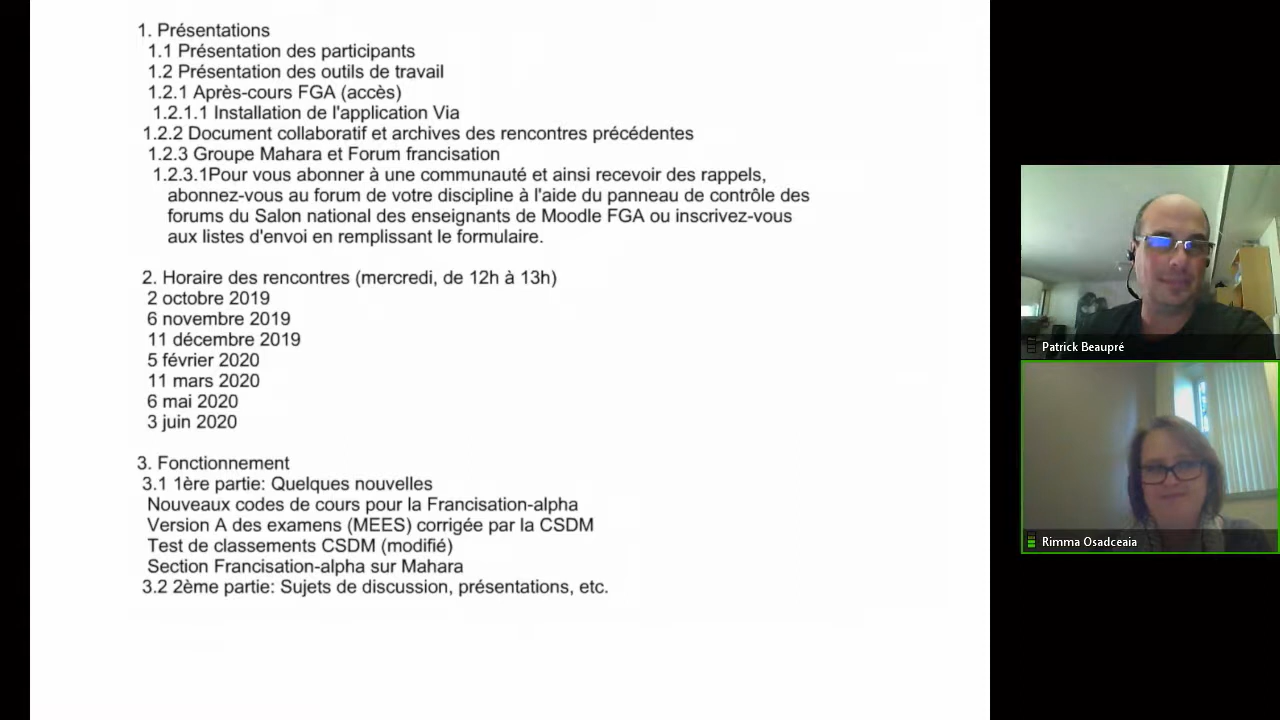 1. Présentations
1.1 Présentation des participants
1.2 Présentation des outils de travail
1.2.1 Après-cours FGA (accès)
1.2.1.1 Installation de l'application Via
1.2.2 Document collaboratif et archives des rencontres précédentes
1.2.3 Groupe Mahara et Forum francisation
1.2.3.1Pour vous abonner à une communauté et ainsi recevoir des rappels,
abonnez-vous au forum de votre discipline à l'aide du panneau de contrôle des
forums du Salon national des enseignants de Moodle FGA ou inscrivez-vous
aux listes d'envoi en remplissant le formulaire.
2. Horaire des rencontres (mercredi, de 12h à 13h)
2 octobre 2019
6 novembre 2019
11 décembre 2019
5 février 2020
11 mars 2020
6 mai 2020
3 juin 2020
3. Fonctionnement
3.1 1ère partie: Quelques nouvelles
Nouveaux codes de cours pour la Francisation-alpha
Version A des examens (MEES) corrigée par la CSDM
Test de classements CSDM (modifié)
Section Francisation-alpha sur Mahara
3.2 2ème partie: Sujets de discussion, présentations, etc.
Patrick Beaupré
Rimma Osadceaia